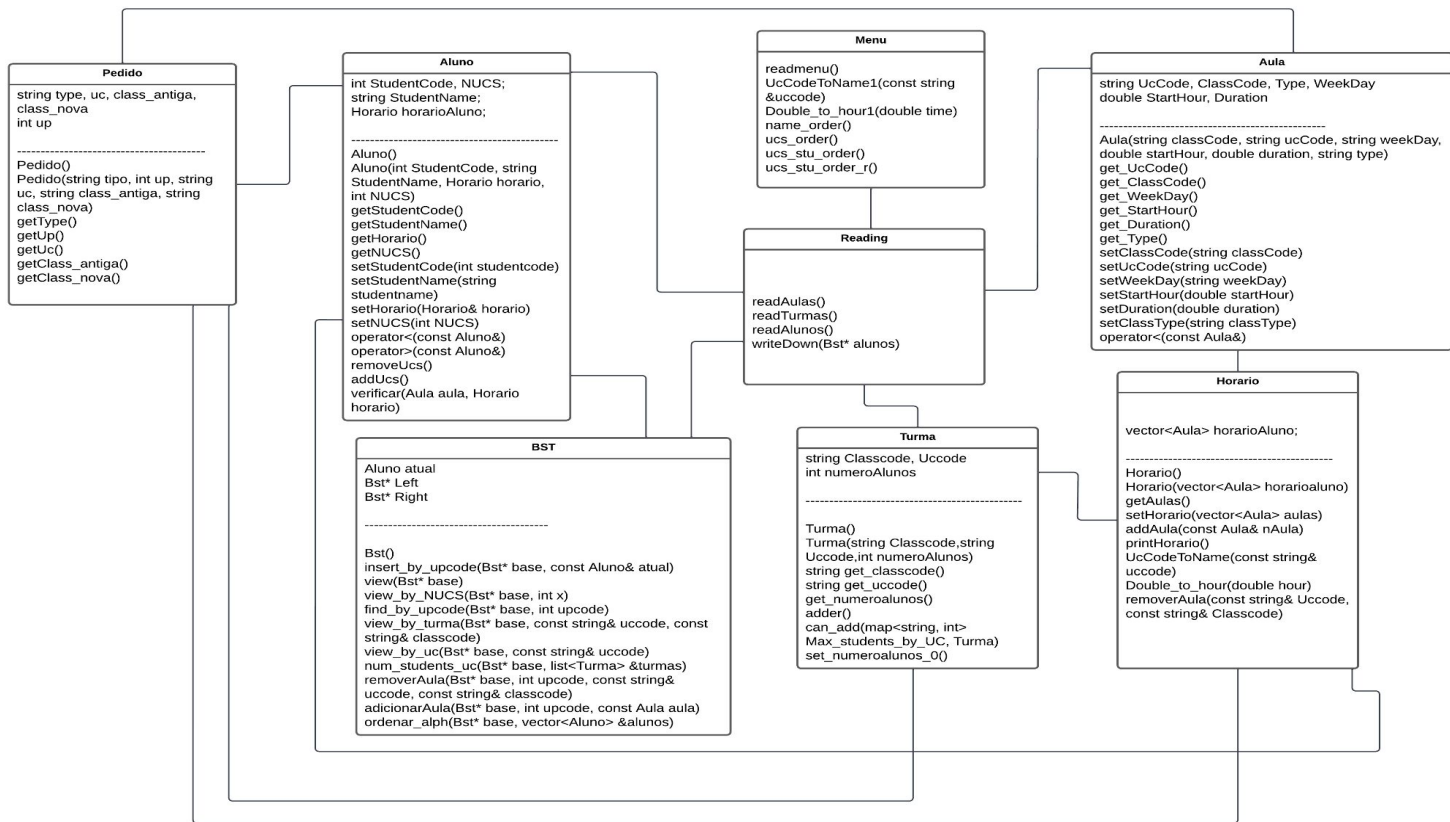 Pedido
string type, uc, class_antiga,
class_nova
int up
----------------------------------------
Pedido()
Pedido(string tipo, int up, string
uc, string class_antiga, string
class_nova)
getType()
getUp()
getUc()
getClass_antiga()
getClass_nova()
Aluno
int StudentCode, NUCS;
string StudentName;
Horario horarioAluno;
--------------------------------------------
Aluno()
Aluno(int StudentCode, string
StudentName, Horario horario,
int NUCS)
getStudentCode()
getStudentName()
getHorario()
getNUCS()
setStudentCode(int studentcode)
setStudentName(string
studentname)
setHorario(Horario& horario)
setNUCS(int NUCS)
operator<(const Aluno&)
operator>(const Aluno&)
removeUcs()
addUcs()
verificar(Aula aula, Horario
horario)
Menu
readmenu()
UcCodeToName1(const string
&uccode)
Double_to_hour1(double time)
name_order()
ucs_order()
ucs_stu_order()
ucs_stu_order_r()
Aula
string UcCode, ClassCode, Type, WeekDay
double StartHour, Duration
------------------------------------------------
Aula(string classCode, string ucCode, string weekDay,
double startHour, double duration, string type)
get_UcCode()
get_ClassCode()
get_WeekDay()
get_StartHour()
get_Duration()
get_Type()
setClassCode(string classCode)
setUcCode(string ucCode)
setWeekDay(string weekDay)
setStartHour(double startHour)
setDuration(double duration)
setClassType(string classType)
operator<(const Aula&)
Reading
readAulas()
readTurmas()
readAlunos()
writeDown(Bst* alunos)
BST
Aluno atual
Bst* Left
Bst* Right
---------------------------------------
Bst()
insert_by_upcode(Bst* base, const Aluno& atual)
view(Bst* base)
view_by_NUCS(Bst* base, int x)
find_by_upcode(Bst* base, int upcode)
view_by_turma(Bst* base, const string& uccode, const
string& classcode)
view_by_uc(Bst* base, const string& uccode)
num_students_uc(Bst* base, list<Turma> &turmas)
removerAula(Bst* base, int upcode, const string&
uccode, const string& classcode)
adicionarAula(Bst* base, int upcode, const Aula aula)
ordenar_alph(Bst* base, vector<Aluno> &alunos)
Turma
string Classcode, Uccode
int numeroAlunos
----------------------------------------------
Turma()
Turma(string Classcode,string
Uccode,int numeroAlunos)
string get_classcode()
string get_uccode()
get_numeroalunos()
adder()
can_add(map<string, int>
Max_students_by_UC, Turma)
set_numeroalunos_0()
Horario
vector<Aula> horarioAluno;
--------------------------------------------
Horario()
Horario(vector<Aula> horarioaluno)
getAulas()
setHorario(vector<Aula> aulas)
addAula(const Aula& nAula)
printHorario()
UcCodeToName(const string&
uccode)
Double_to_hour(double hour)
removerAula(const string& Uccode,
const string& Classcode)